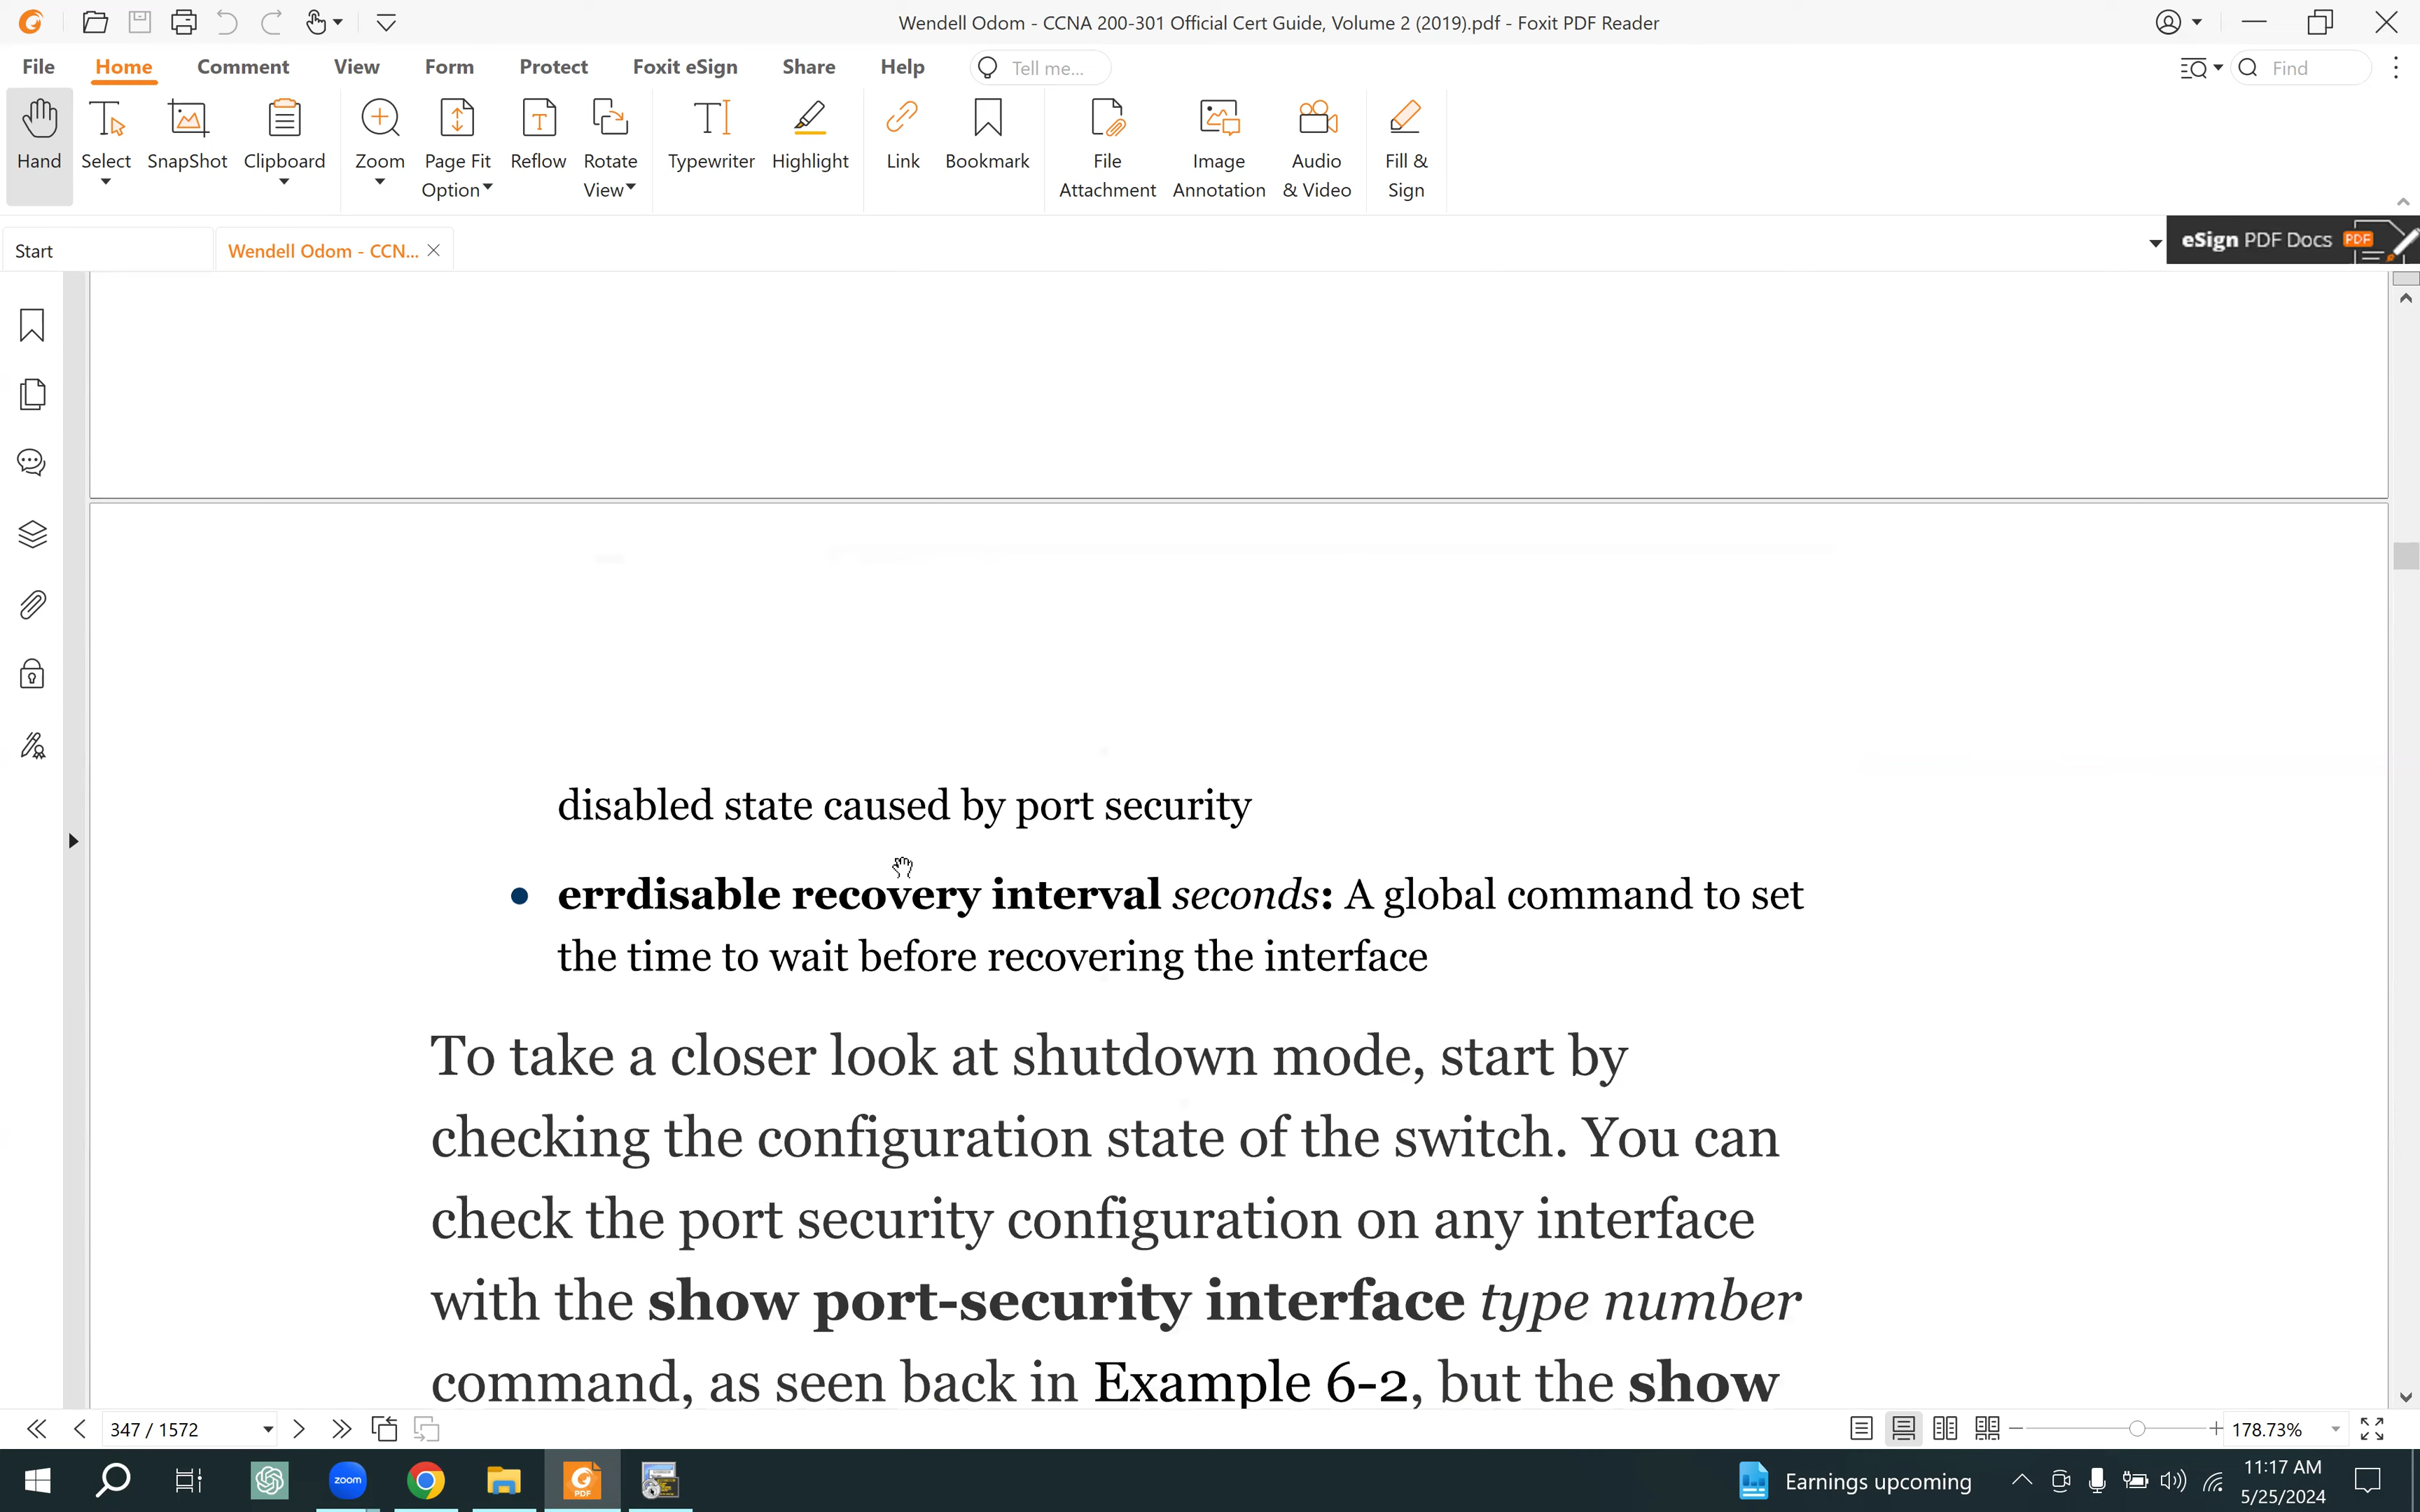 Wendell Odom - CCNA 200-301 Official Cert Guide, Volume 2 (2019).pdf - Foxit PDF Reader
File Home Comment View Form Protect Foxit eSign Share Help Tell me... Find
Hand Select SnapShot Clipboard Zoom Page Fit Option Reflow Rotate View Typewriter Highlight Link Bookmark File Attachment Image Annotation Audio & Video Fill & Sign
Start Wendell Odom - CCN... eSign PDF Docs PDF
disabled state caused by port security
• errdisable recovery interval seconds: A global command to set
the time to wait before recovering the interface
To take a closer look at shutdown mode, start by
checking the configuration state of the switch. You can
check the port security configuration on any interface
with the show port-security interface type number
command, as seen back in Example 6-2, but the show
347 / 1572 178.73%
zoom PDF Earnings upcoming 11:17 AM
5/25/2024